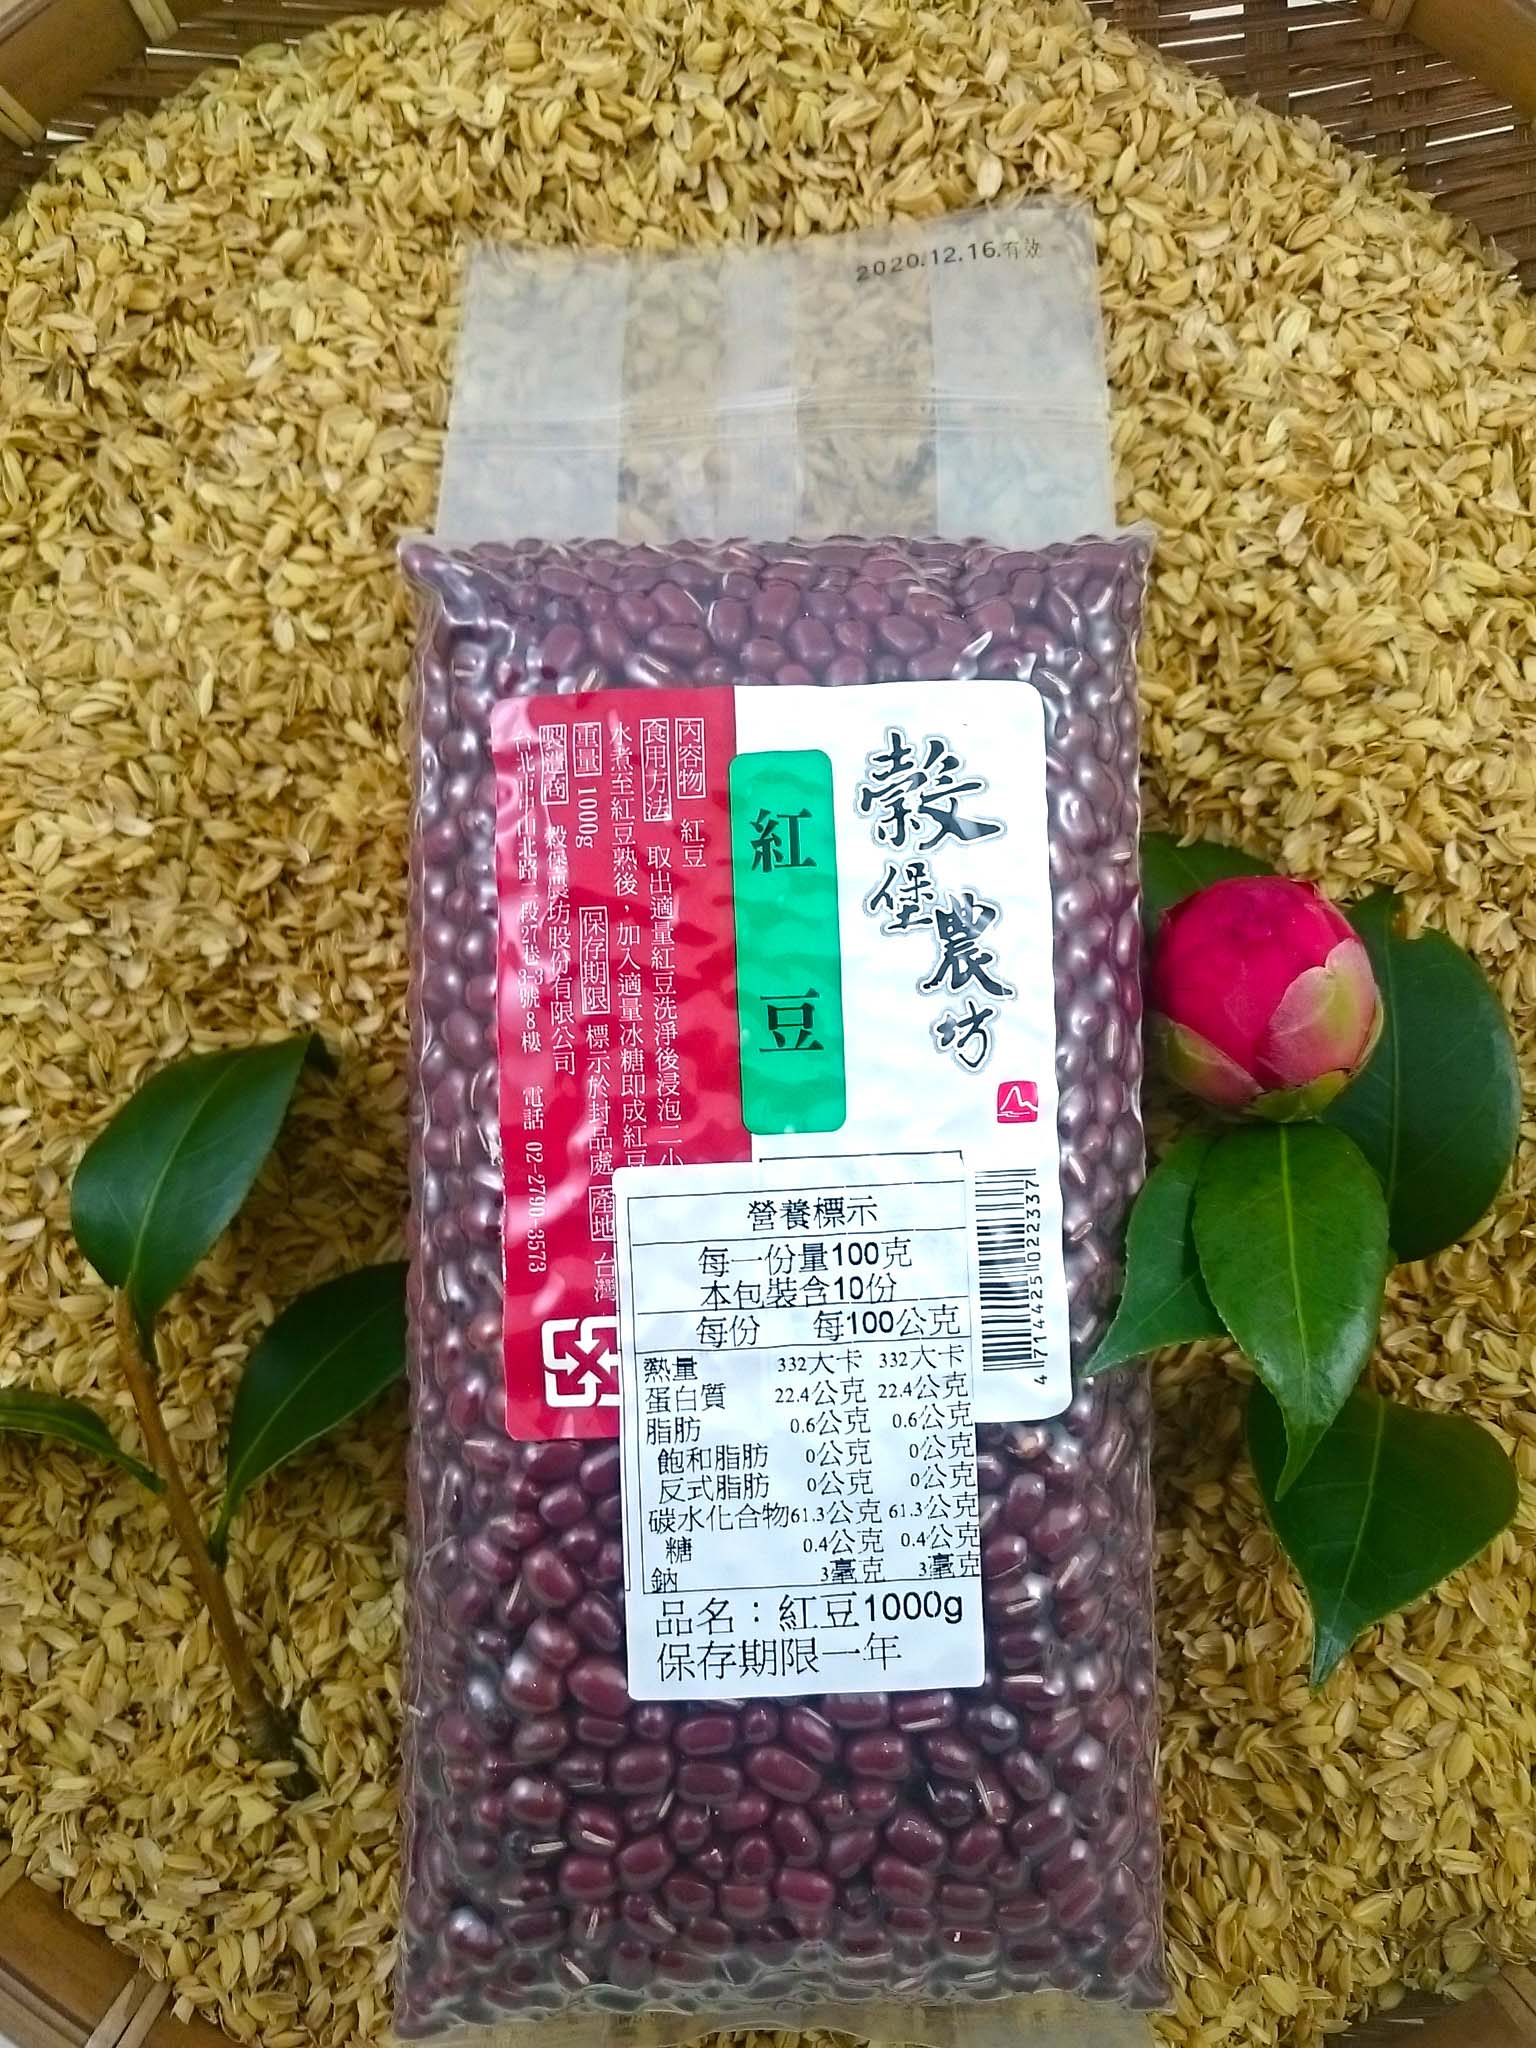 2020.12.16.有效
穀堡農坊
紅豆
內容物 紅豆
食用方法 取出適量紅豆洗淨後浸泡二小
水煮至紅豆熟後，加入適量冰糖即成紅豆
重量 1000g 保存期限 標示於封品處 產地 台灣
製造商 穀堡農坊股份有限公司
台北市中山北路二段27巷3-3號8樓 電話 02-2790-3573
4 714425 022337
營養標示
每一份量100克
本包裝含10份
每份 每100公克
熱量 332大卡 332大卡
蛋白質 22.4公克 22.4公克
脂肪 0.6公克 0.6公克
飽和脂肪 0公克 0公克
反式脂肪 0公克 0公克
碳水化合物 61.3公克 61.3公克
糖 0.4公克 0.4公克
鈉 3毫克 3毫克
品名：紅豆1000g
保存期限一年